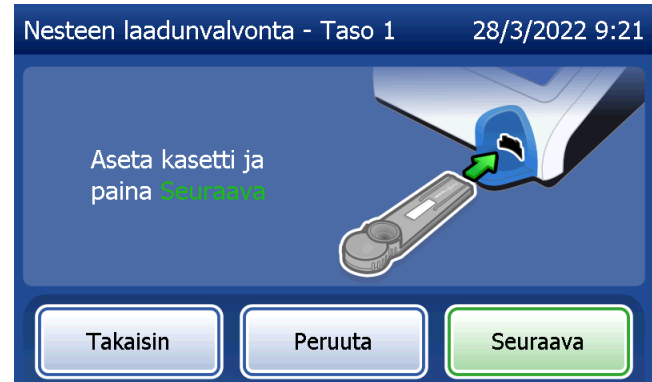 Nesteen laadunvalvonta - Taso 1 28/3/2022 9:21
Aseta kasetti ja
paina Seuraava
Takaisin Peruuta Seuraava